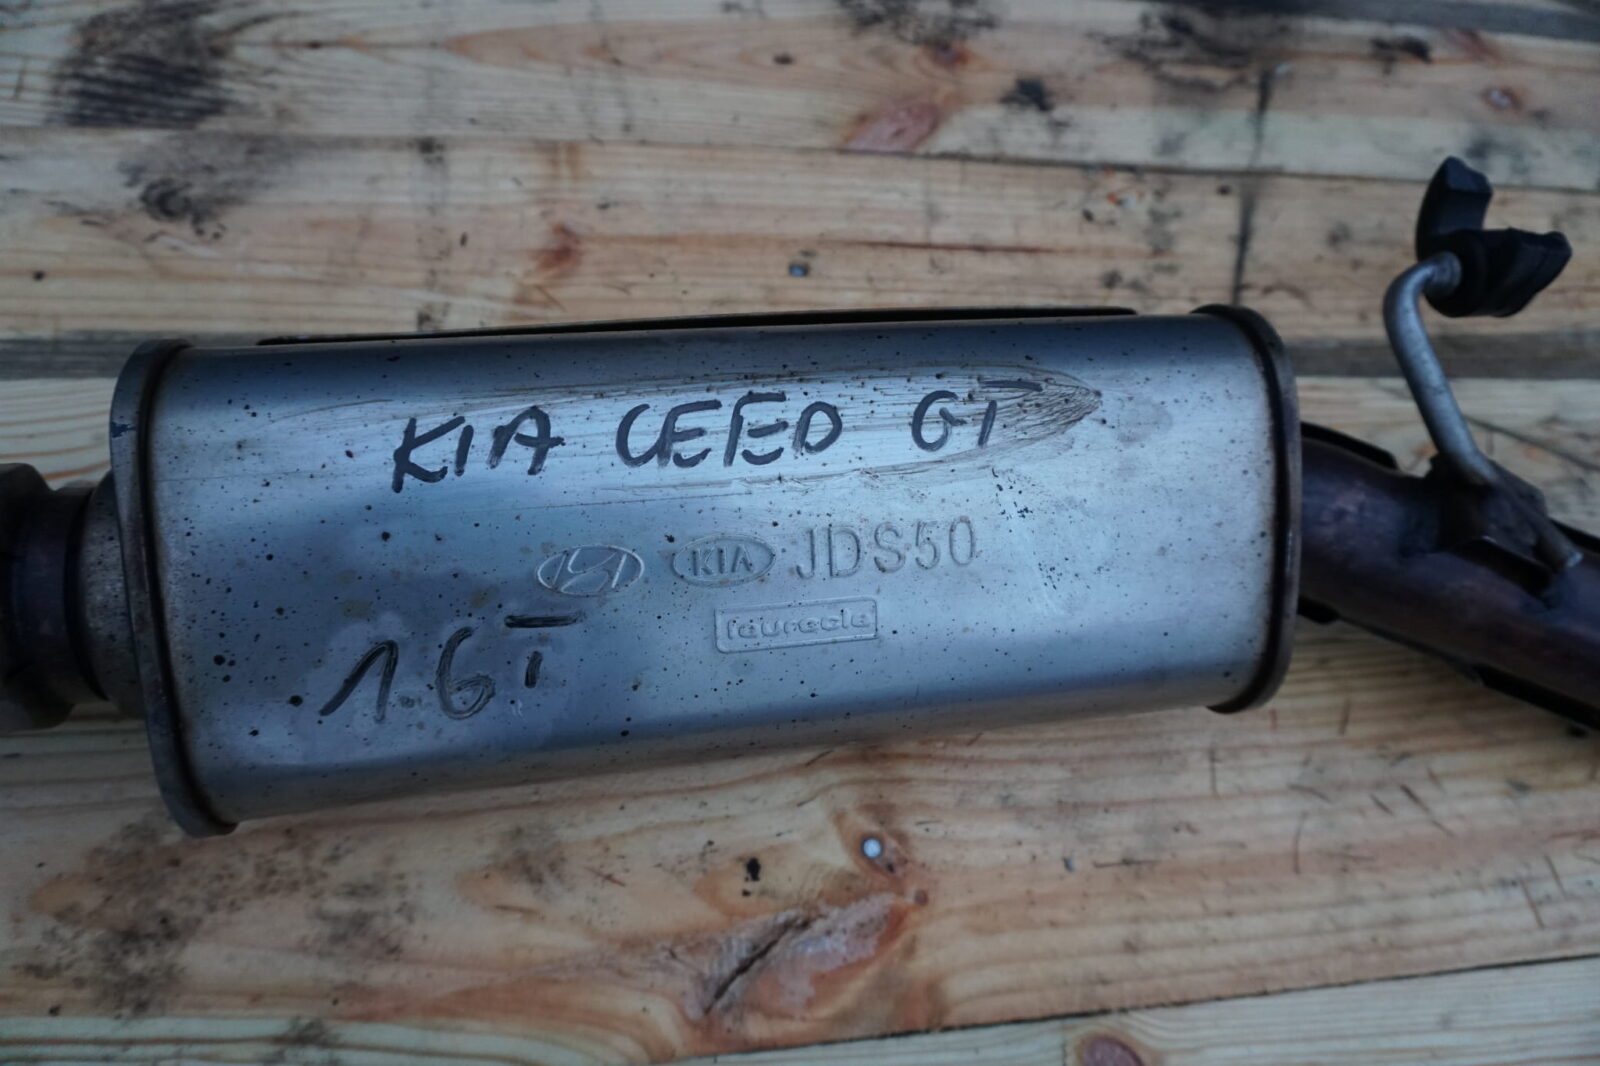 KIA CEED GT
KIA JDS50
faurecia
1.6T